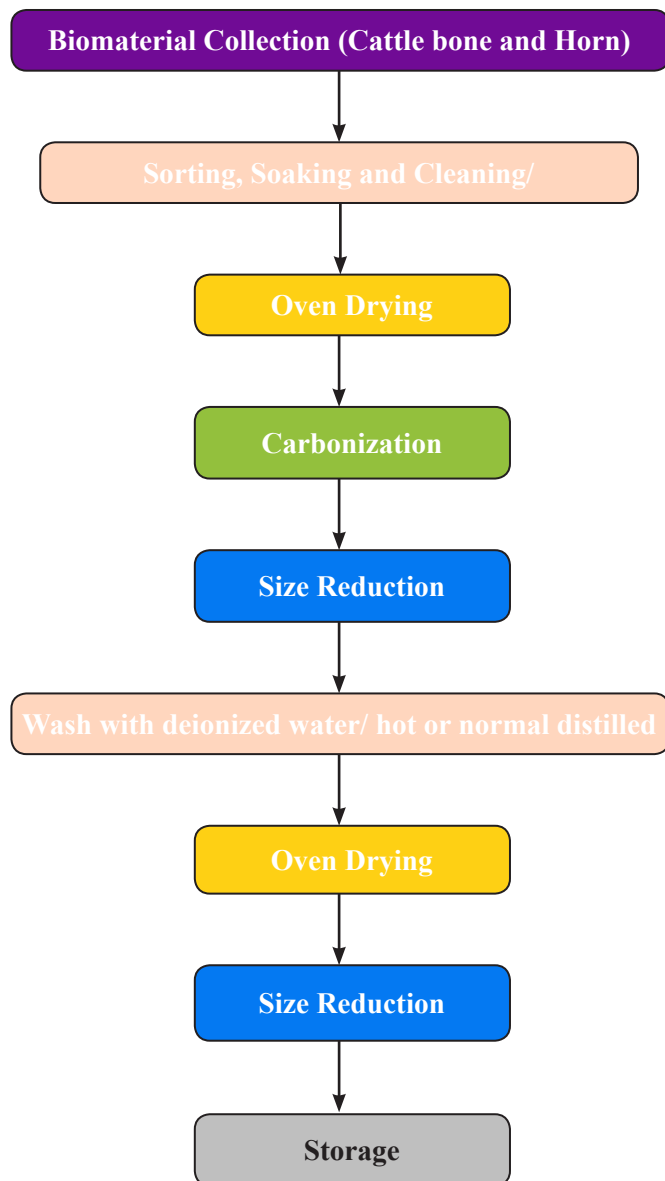 Biomaterial Collection (Cattle bone and Horn)
Sorting, Soaking and Cleaning/
Oven Drying
Carbonization
Size Reduction
Wash with deionized water/ hot or normal distilled
Oven Drying
Size Reduction
Storage